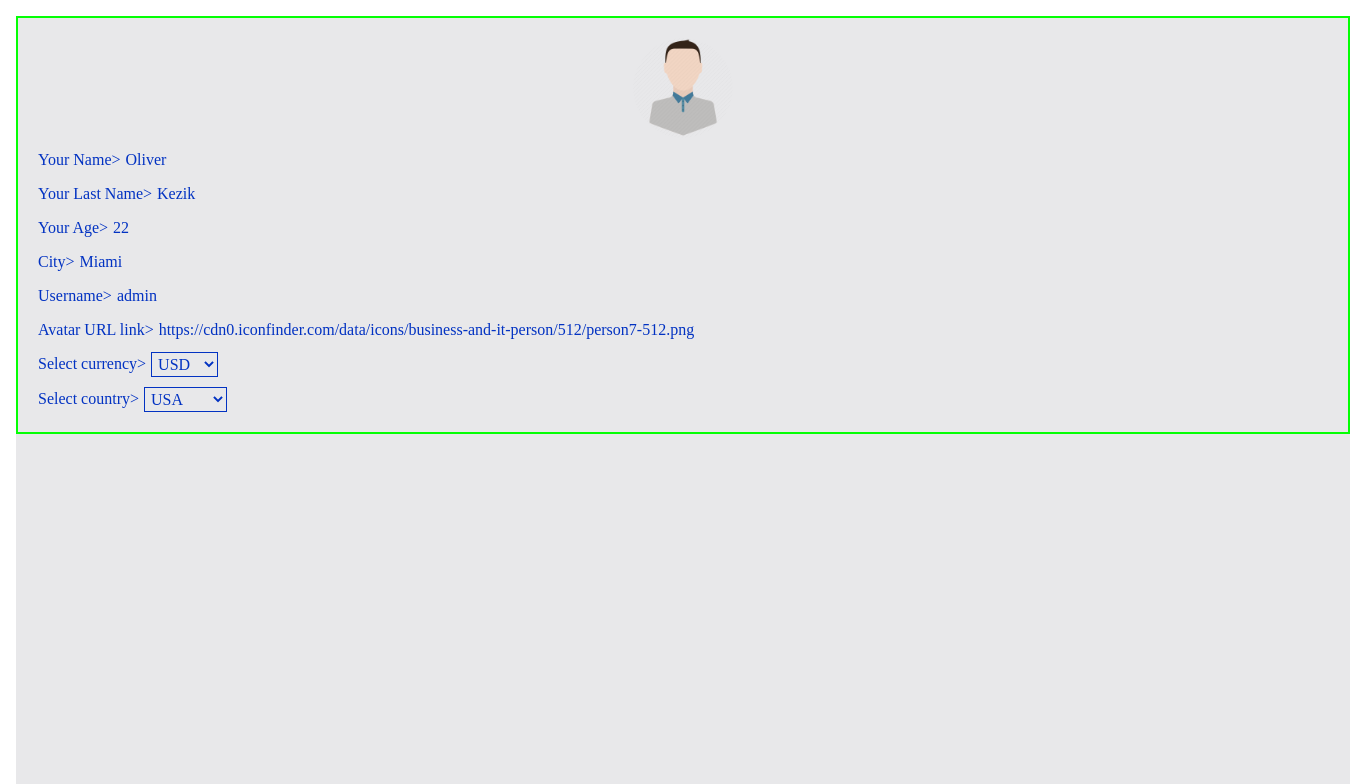 Your Name> Oliver
Your Last Name> Kezik
Your Age> 22
City> Miami
Username> admin
Avatar URL link> https://cdn0.iconfinder.com/data/icons/business-and-it-person/512/person7-512.png
Select currency> USD
Select country> USA